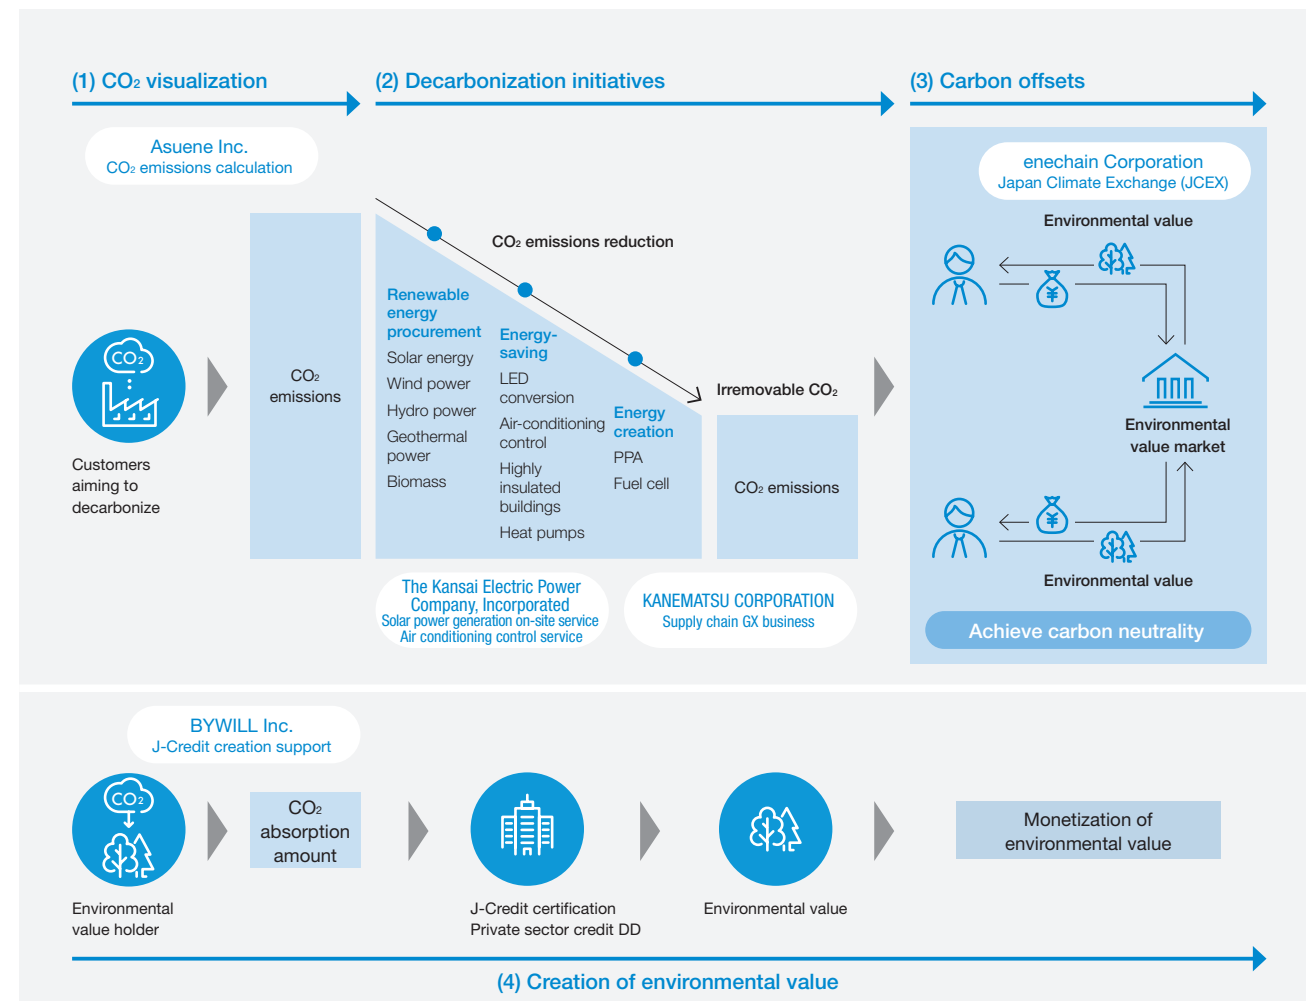 (1) CO₂ visualization
(2) Decarbonization initiatives
(3) Carbon offsets
Asuene Inc.
CO₂ emissions calculation
CO₂
Customers
aiming to
decarbonize
CO₂
emissions
CO₂ emissions reduction
Renewable
energy
procurement
Solar energy
Wind power
Hydro power
Geothermal
power
Biomass
Energy-
saving
LED
conversion
Air-conditioning
control
Highly
insulated
buildings
Heat pumps
Energy
creation
PPA
Fuel cell
Irremovable CO₂
CO₂ emissions
The Kansai Electric Power
Company, Incorporated
Solar power generation on-site service
Air conditioning control service
KANEMATSU CORPORATION
Supply chain GX business
enechain Corporation
Japan Climate Exchange (JCEX)
Environmental value
¥
Environmental
value market
¥
Environmental value
Achieve carbon neutrality
BYWILL Inc.
J-Credit creation support
CO₂
Environmental
value holder
CO₂
absorption
amount
J-Credit certification
Private sector credit DD
Environmental value
Monetization of
environmental value
(4) Creation of environmental value